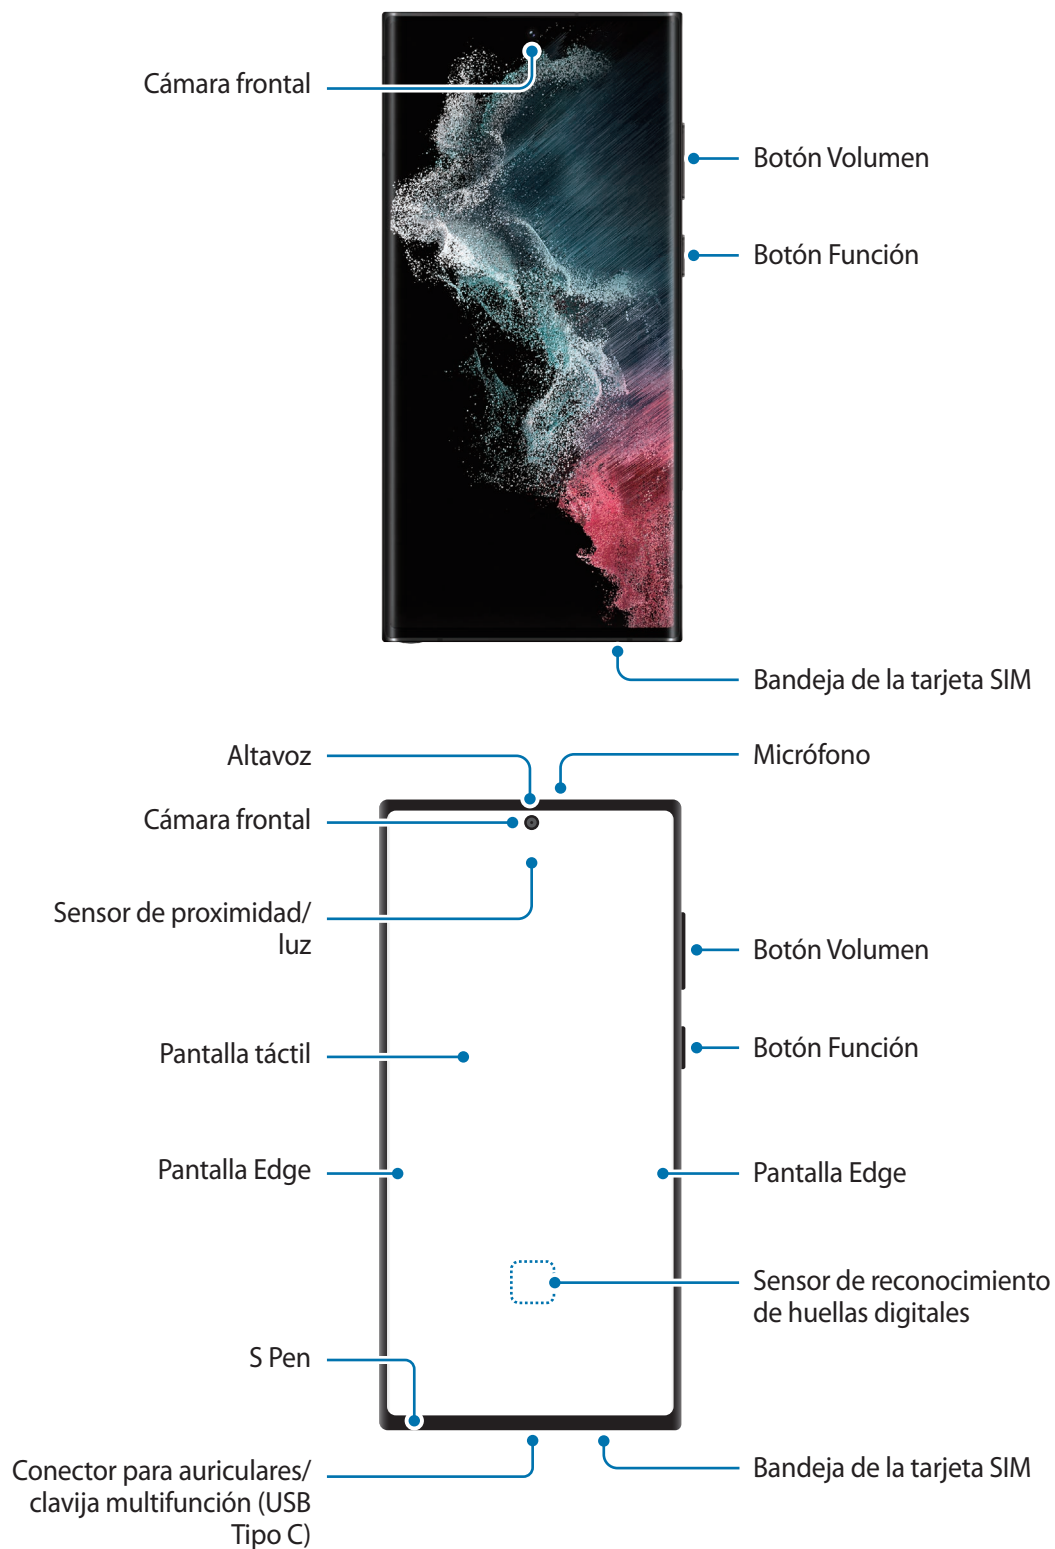 Cámara frontal
Botón Volumen
Botón Función
Bandeja de la tarjeta SIM
Altavoz
Micrófono
Cámara frontal
Sensor de proximidad/
luz
Botón Volumen
Pantalla táctil
Botón Función
Pantalla Edge
Pantalla Edge
Sensor de reconocimiento
de huellas digitales
S Pen
Conector para auriculares/
clavija multifunción (USB
Tipo C)
Bandeja de la tarjeta SIM